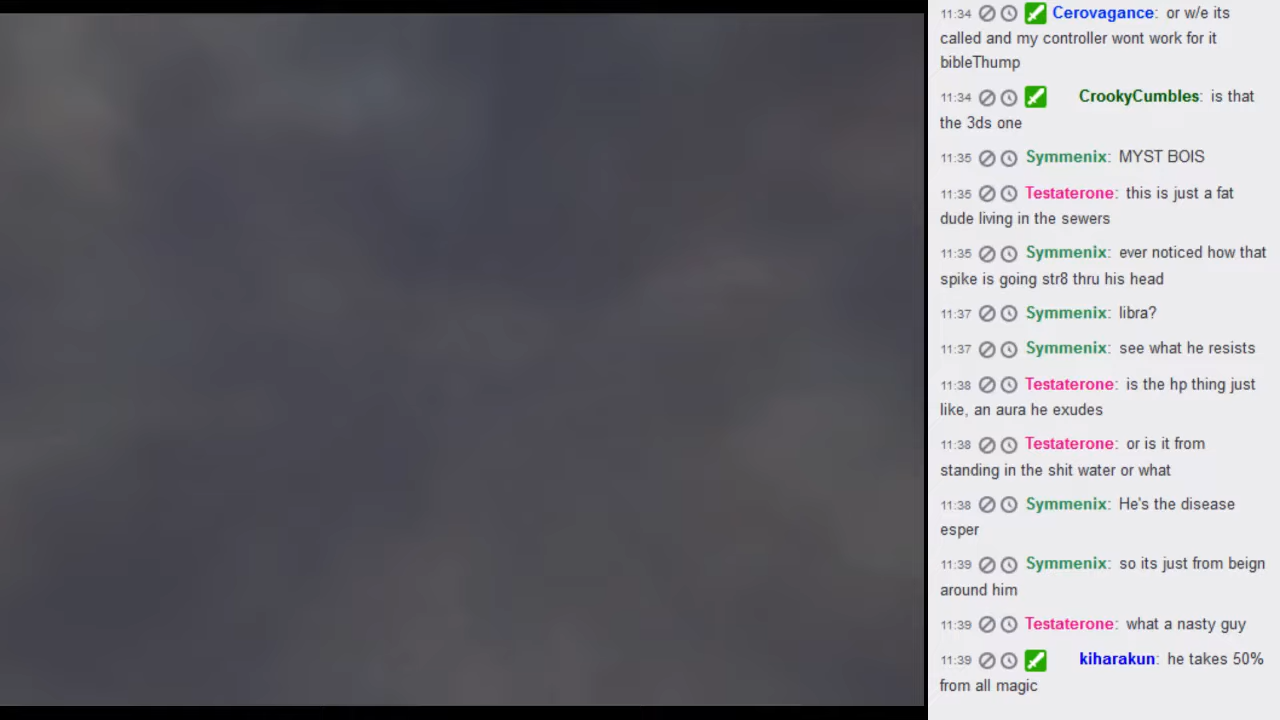 11:34 Cerovagance: or w/e its
called and my controller wont work for it
bibleThump
11:34 CrookyCumbles: is that
the 3ds one
11:35 Symmenix: MYST BOIS
11:35 Testaterone: this is just a fat
dude living in the sewers
11:35 Symmenix: ever noticed how that
spike is going str8 thru his head
11:37 Symmenix: libra?
11:37 Symmenix: see what he resists
11:38 Testaterone: is the hp thing just
like, an aura he exudes
11:38 Testaterone: or is it from
standing in the shit water or what
11:38 Symmenix: He's the disease
esper
11:39 Symmenix: so its just from beign
around him
11:39 Testaterone: what a nasty guy
11:39 kiharakun: he takes 50%
from all magic